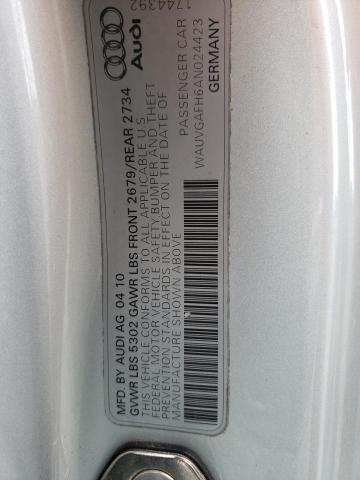 1744392
Audi
MFD. BY AUDI AG 04 10
GVWR LBS 5302 GAWR LBS FRONT 2679/REAR 2734
THIS VEHICLE CONFORMS TO ALL APPLICABLE U S
FEDERAL MOTOR VEHICLE SAFETY, BUMPER AND THEFT
PREVENTION STANDARDS IN EFFECT ON THE DATE OF
MANUFACTURE SHOWN ABOVE
PASSENGER CAR
WAUVGAFH6AN024423
GERMANY